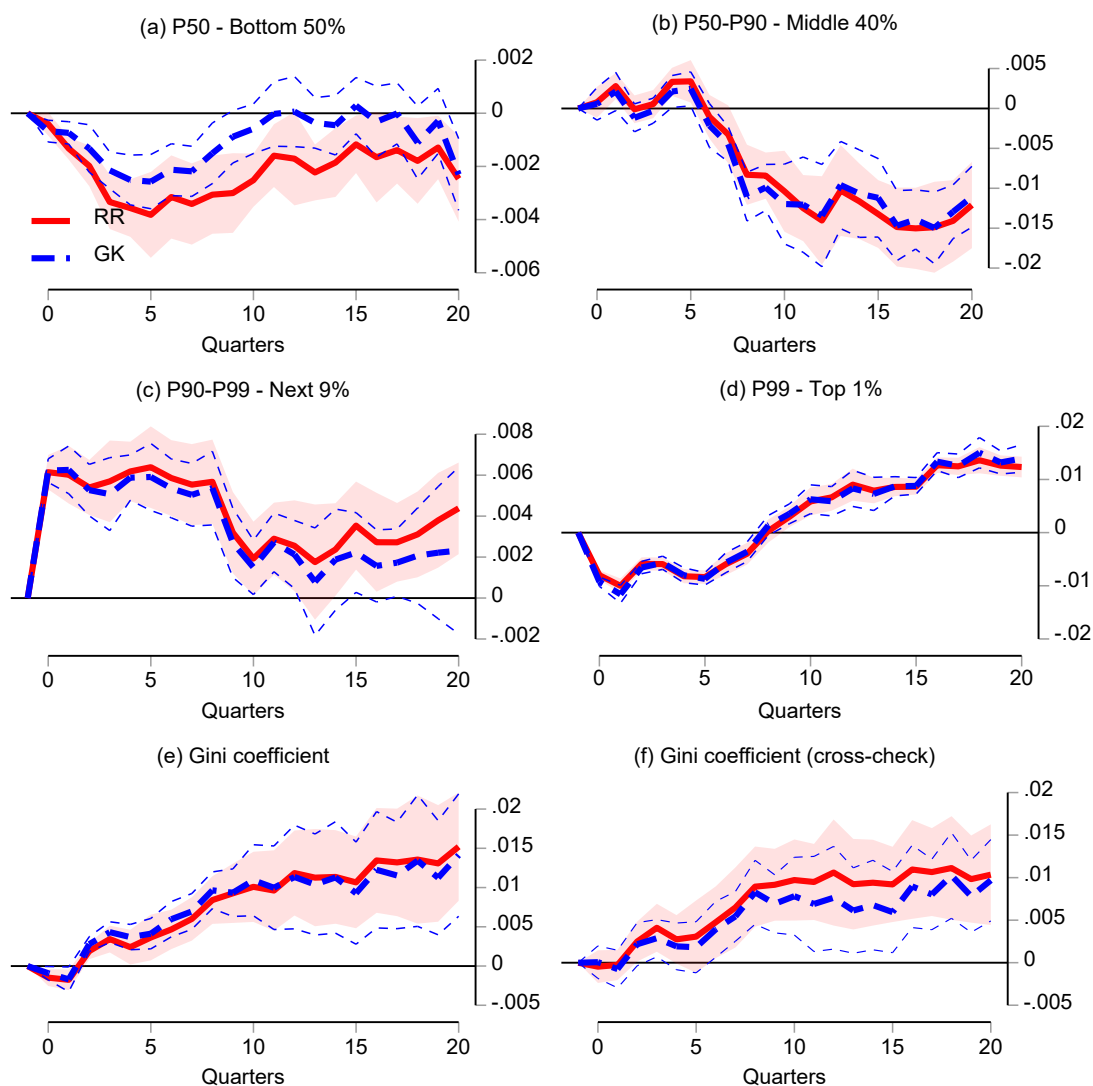 (a) P50 - Bottom 50%
.002
0
-.002
-.004
-.006
RR
GK
0 5 10 15 20
Quarters
(b) P50-P90 - Middle 40%
.005
0
-.005
-.01
-.015
-.02
0 5 10 15 20
Quarters
(c) P90-P99 - Next 9%
.008
.006
.004
.002
0
-.002
0 5 10 15 20
Quarters
(d) P99 - Top 1%
.02
.01
0
-.01
-.02
0 5 10 15 20
Quarters
(e) Gini coefficient
.02
.015
.01
.005
0
-.005
0 5 10 15 20
Quarters
(f) Gini coefficient (cross-check)
.02
.015
.01
.005
0
-.005
0 5 10 15 20
Quarters